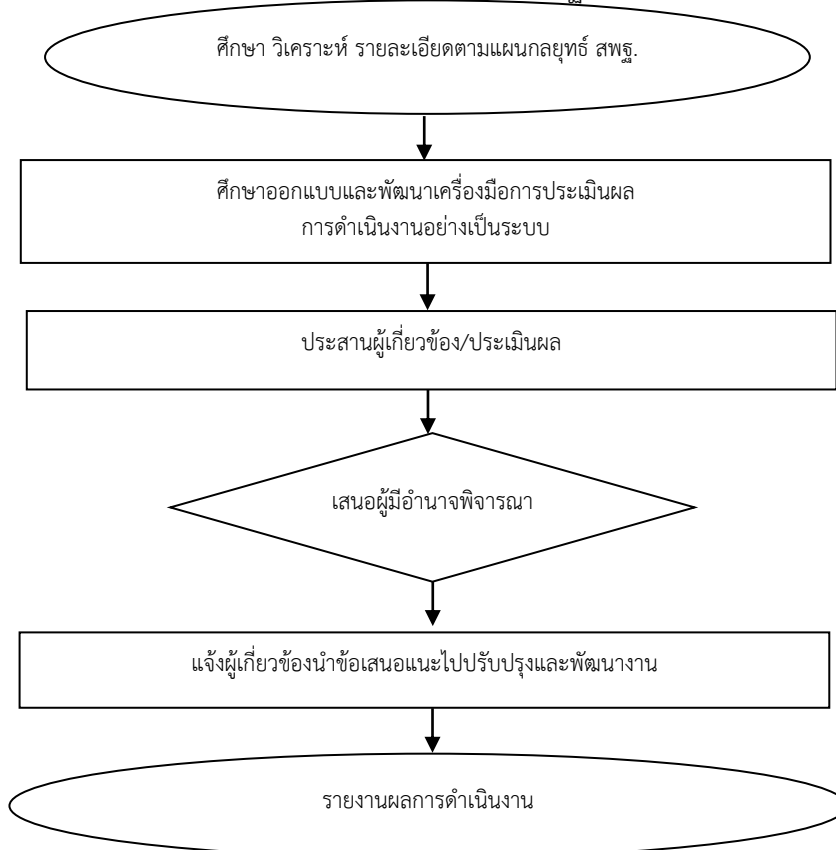 ศึกษา วิเคราะห์ รายละเอียดตามแผนกลยุทธ์ สพฐ.
ศึกษาออกแบบและพัฒนาเครื่องมือการประเมินผล
การดำเนินงานอย่างเป็นระบบ
ประสานผู้เกี่ยวข้อง/ประเมินผล
เสนอผู้มีอำนาจพิจารณา
แจ้งผู้เกี่ยวข้องนำข้อเสนอแนะไปปรับปรุงและพัฒนางาน
รายงานผลการดำเนินงาน